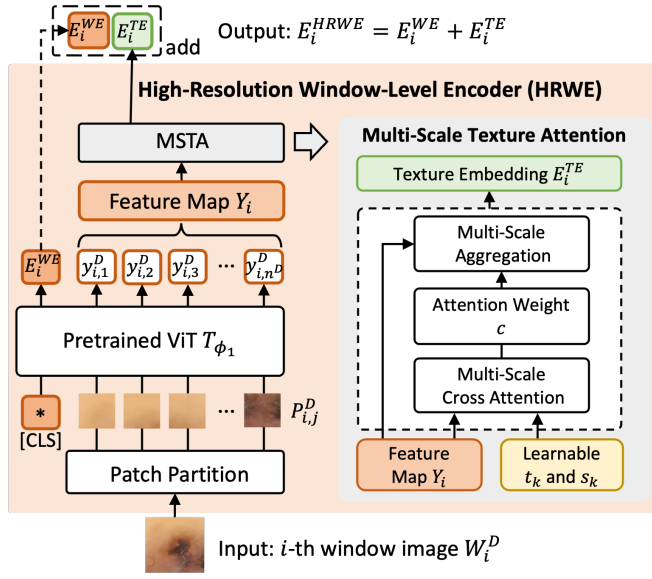 E_i^{WE} E_i^{TE} add
Output: E_i^{HRWE} = E_i^{WE} + E_i^{TE}
High-Resolution Window-Level Encoder (HRWE)
MSTA
Feature Map Y_i
E_i^{WE} y_{i,1}^D y_{i,2}^D y_{i,3}^D ... y_{i,n^D}^D
Pretrained ViT T_{ϕ_1}
* ... P_{i,j}^D
[CLS]
Patch Partition
Input: i-th window image W_i^D
Multi-Scale Texture Attention
Texture Embedding E_i^{TE}
Multi-Scale
Aggregation
Attention Weight
c
Multi-Scale
Cross Attention
Feature
Map Y_i
Learnable
t_k and s_k